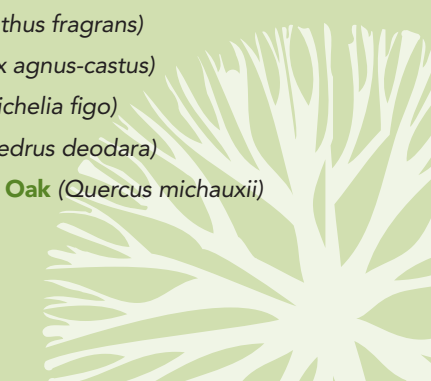 thus fragrans)
x agnus-castus)
ichelia figo)
edrus deodara)
Oak (Quercus michauxii)